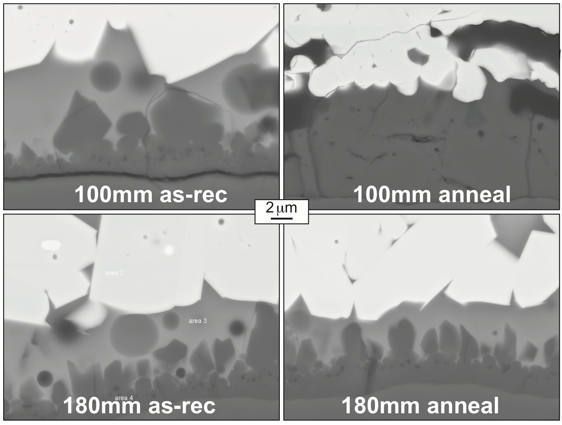 100mm as-rec
100mm anneal
2 μm
area 2
area 3
area 4
180mm as-rec
180mm anneal